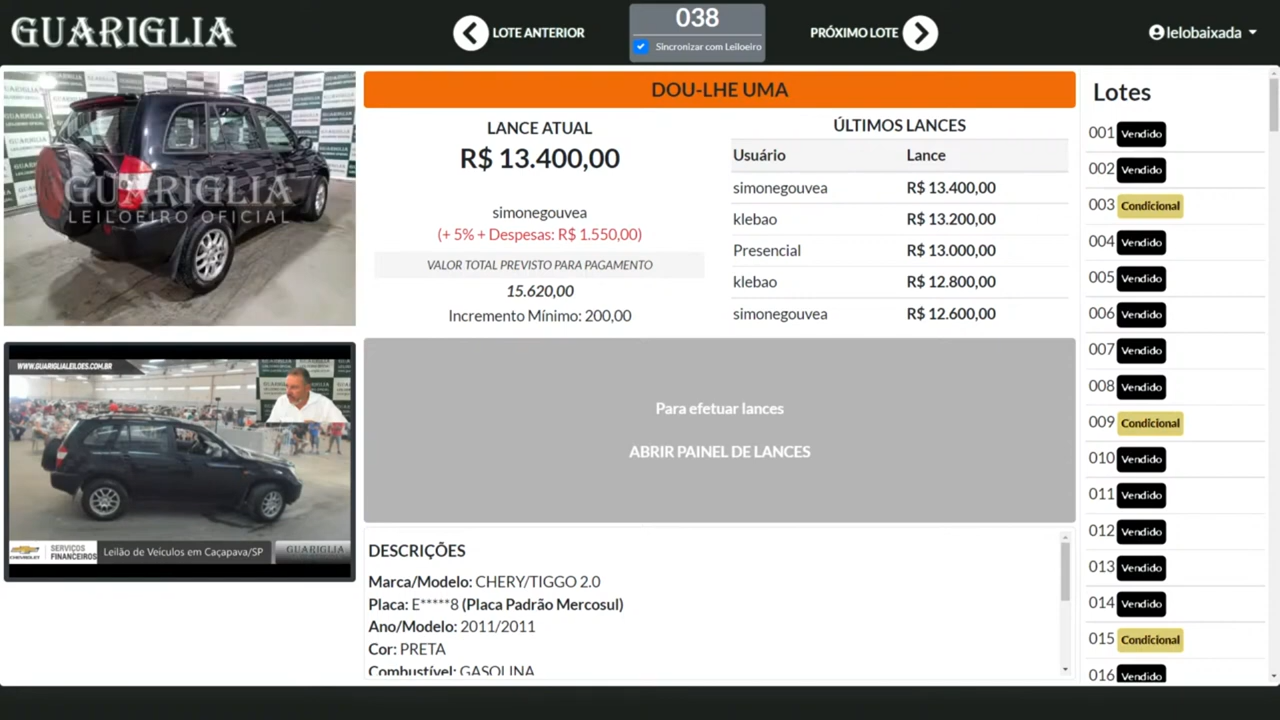 GUARIGLIA
LOTE ANTERIOR
038
Sincronizar com Leiloeiro
PRÓXIMO LOTE
lelobaixada
GUARIGLIA
LEILOEIRO OFICIAL
DOU-LHE UMA
LANCE ATUAL
R$ 13.400,00
simonegouvea
(+ 5% + Despesas: R$ 1.550,00)
VALOR TOTAL PREVISTO PARA PAGAMENTO
15.620,00
Incremento Mínimo: 200,00
ÚLTIMOS LANCES
Usuário Lance
simonegouvea R$ 13.400,00
klebao R$ 13.200,00
Presencial R$ 13.000,00
klebao R$ 12.800,00
simonegouvea R$ 12.600,00
WWW.GUARIGLIALEILOES.COM.BR
GUARIGLIA
CHEVROLET
SERVIÇOS
FINANCEIROS
Leilão de Veículos em Caçapava/SP
GUARIGLIA
Para efetuar lances
ABRIR PAINEL DE LANCES
DESCRIÇÕES
Marca/Modelo: CHERY/TIGGO 2.0
Placa: E*****8 (Placa Padrão Mercosul)
Ano/Modelo: 2011/2011
Cor: PRETA
Combustível: GASOLINA
Lotes
001 Vendido
002 Vendido
003 Condicional
004 Vendido
005 Vendido
006 Vendido
007 Vendido
008 Vendido
009 Condicional
010 Vendido
011 Vendido
012 Vendido
013 Vendido
014 Vendido
015 Condicional
016 Vendido